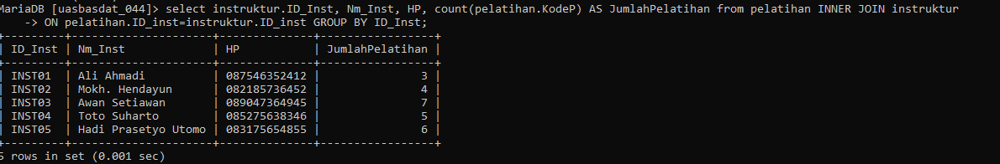 MariaDB [uasbasdat_044]> select instruktur.ID_Inst, Nm_Inst, HP, count(pelatihan.KodeP) AS JumlahPelatihan from pelatihan INNER JOIN instruktur
    -> ON pelatihan.ID_inst=instruktur.ID_inst GROUP BY ID_Inst;
+---------+---------------------+--------------+-----------------+
| ID_Inst | Nm_Inst             | HP           | JumlahPelatihan |
+---------+---------------------+--------------+-----------------+
| INST01  | Ali Ahmadi          | 087546352412 |               3 |
| INST02  | Mokh. Hendayun      | 082185736452 |               4 |
| INST03  | Awan Setiawan       | 089047364945 |               7 |
| INST04  | Toto Suharto        | 085275638346 |               5 |
| INST05  | Hadi Prasetyo Utomo | 083175654855 |               6 |
+---------+---------------------+--------------+-----------------+
5 rows in set (0.001 sec)